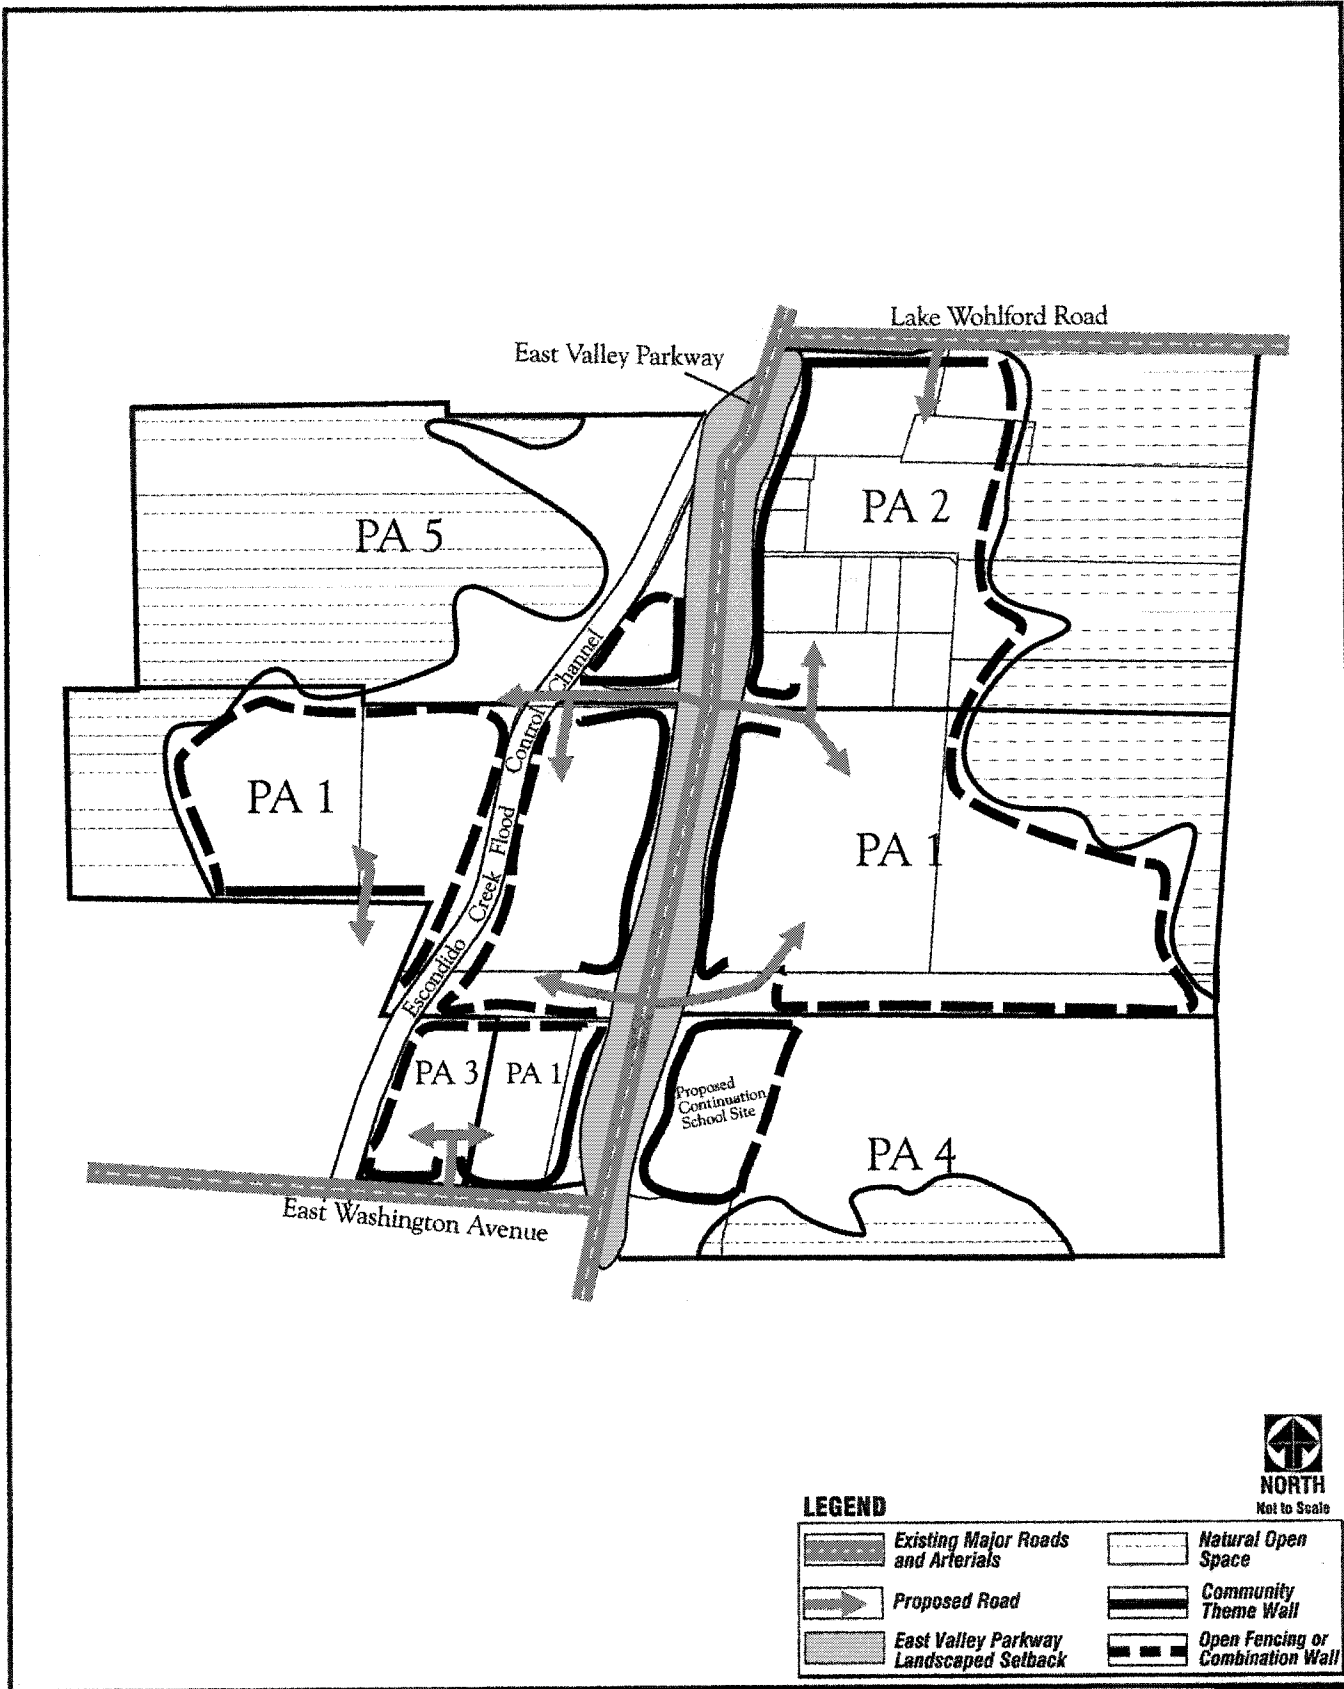 Lake Wohlford Road
East Valley Parkway
PA 5
PA 2
Escondido Creek Flood Control Channel
PA 1
PA 1
PA 3
PA 1
Proposed
Continuation
School Site
PA 4
East Washington Avenue
NORTH
Not to Scale
LEGEND
Existing Major Roads
and Arterials
Proposed Road
East Valley Parkway
Landscaped Setback
Natural Open
Space
Community
Theme Wall
Open Fencing or
Combination Wall